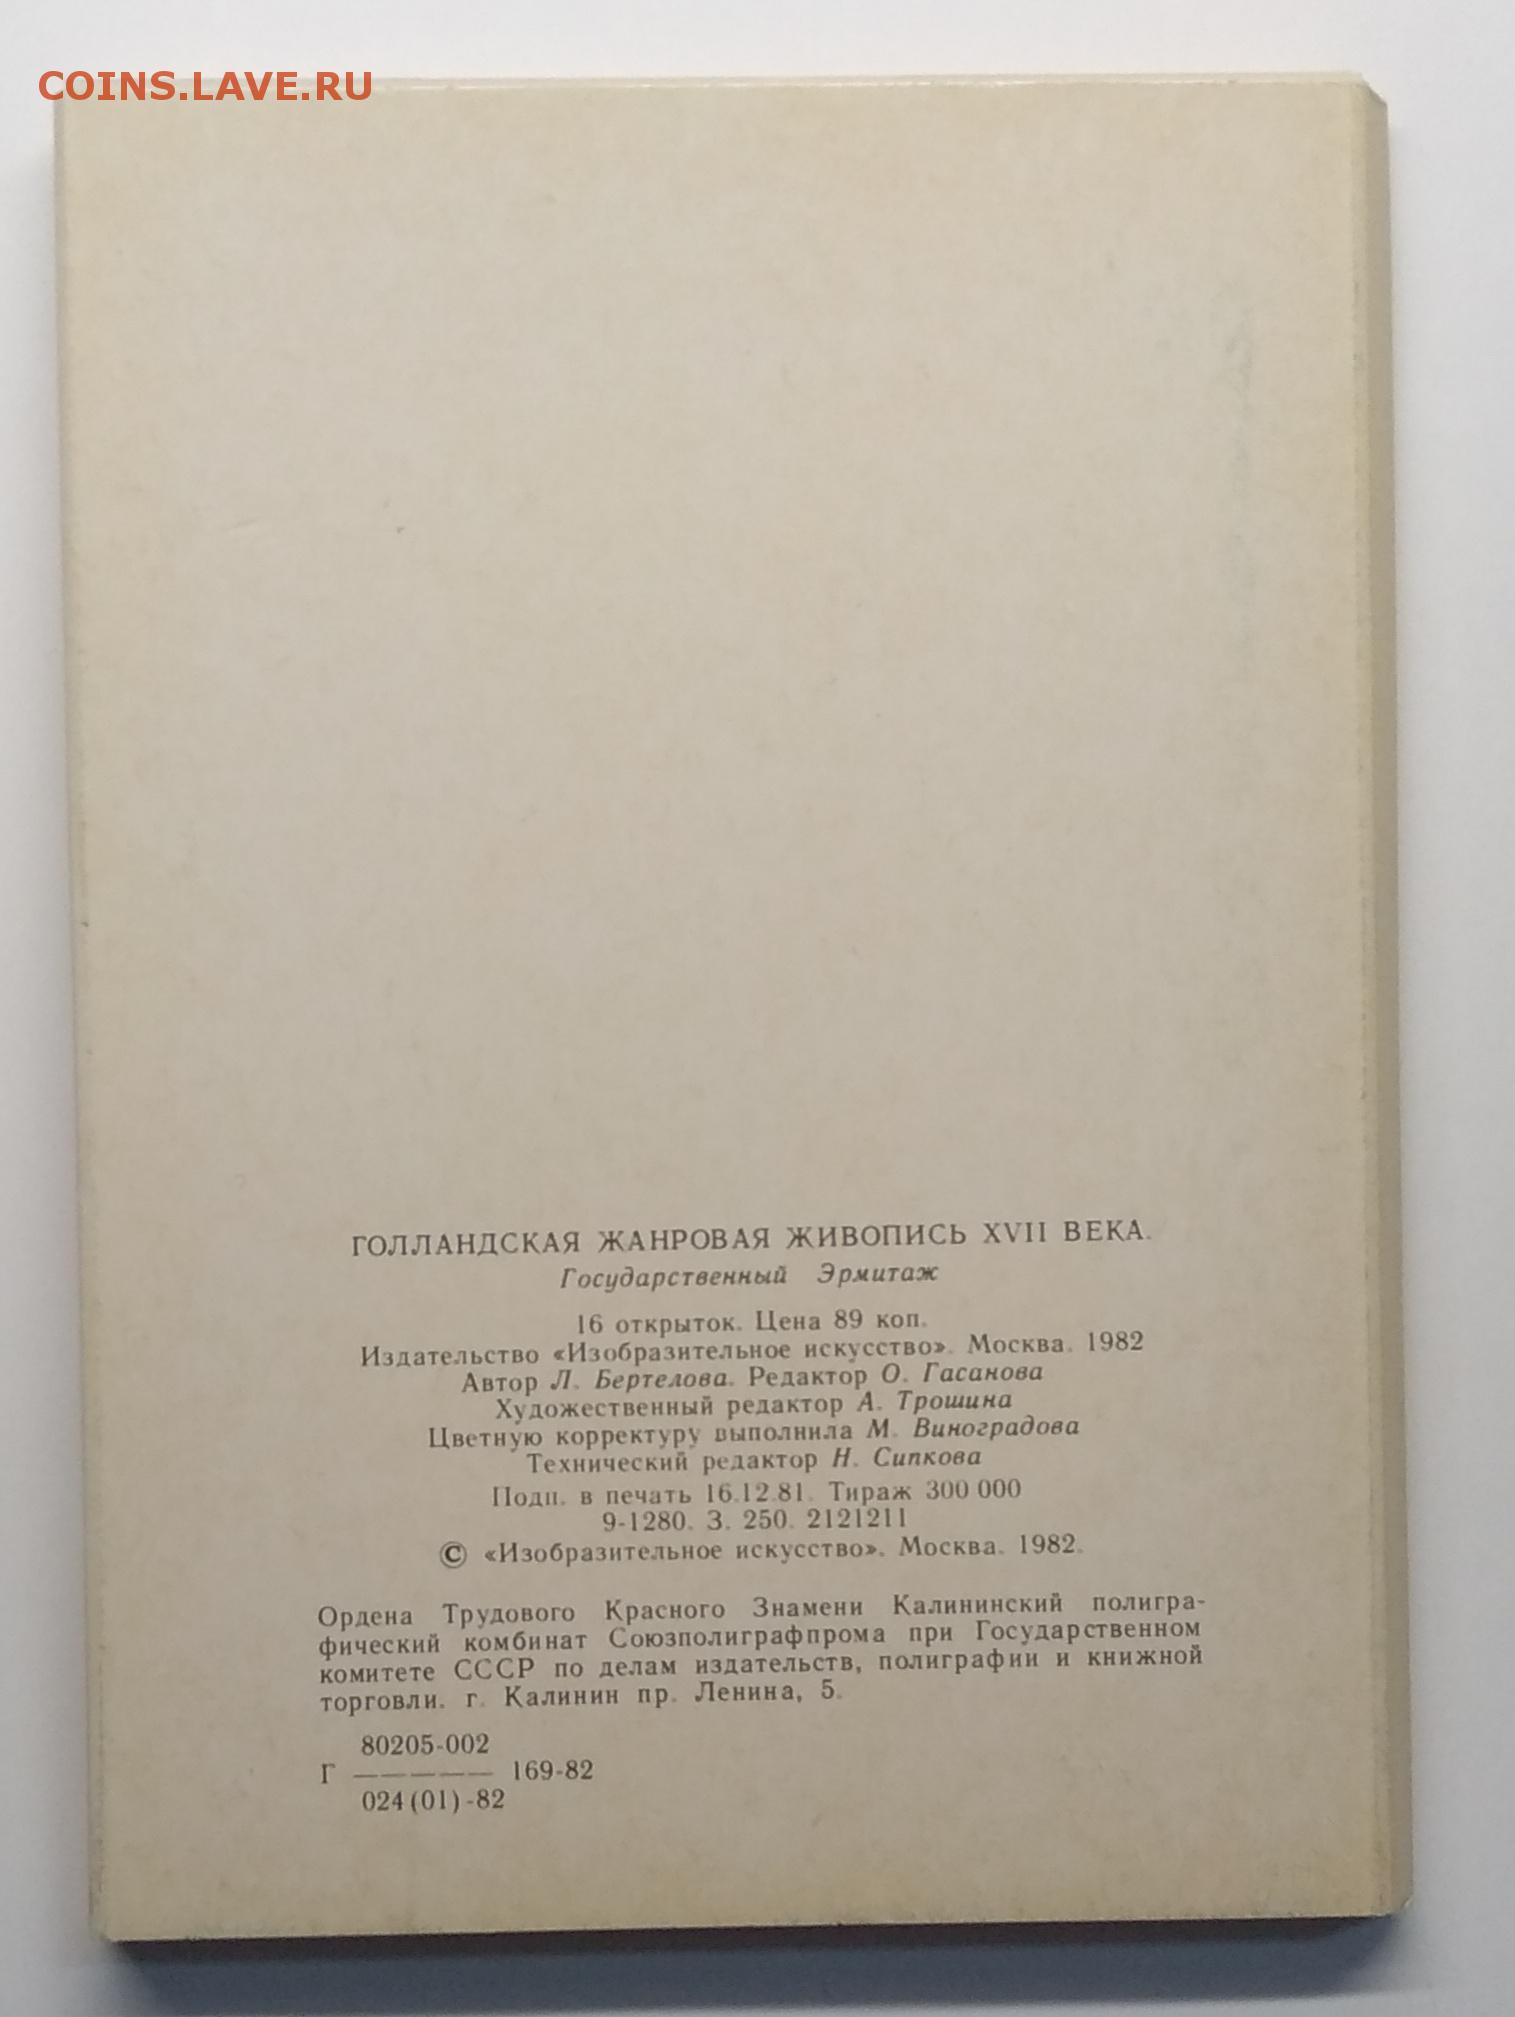 COINS.LAVE.RU
ГОЛЛАНДСКАЯ ЖАНРОВАЯ ЖИВОПИСЬ XVII ВЕКА.
Государственный Эрмитаж
16 открыток. Цена 89 коп.
Издательство «Изобразительное искусство». Москва. 1982
Автор Л. Бертелова. Редактор О. Гасанова
Художественный редактор А. Трошина
Цветную корректуру выполнила М. Виноградова
Технический редактор Н. Сипкова
Подп. в печать 16.12.81. Тираж 300 000
9-1280. З. 250. 2121211
© «Изобразительное искусство». Москва. 1982.
Ордена Трудового Красного Знамени Калининский полигра-
фический комбинат Союзполиграфпрома при Государственном
комитете СССР по делам издательств, полиграфии и книжной
торговли. г. Калинин пр. Ленина, 5.
80205-002
Г ————— 169-82
024(01)-82